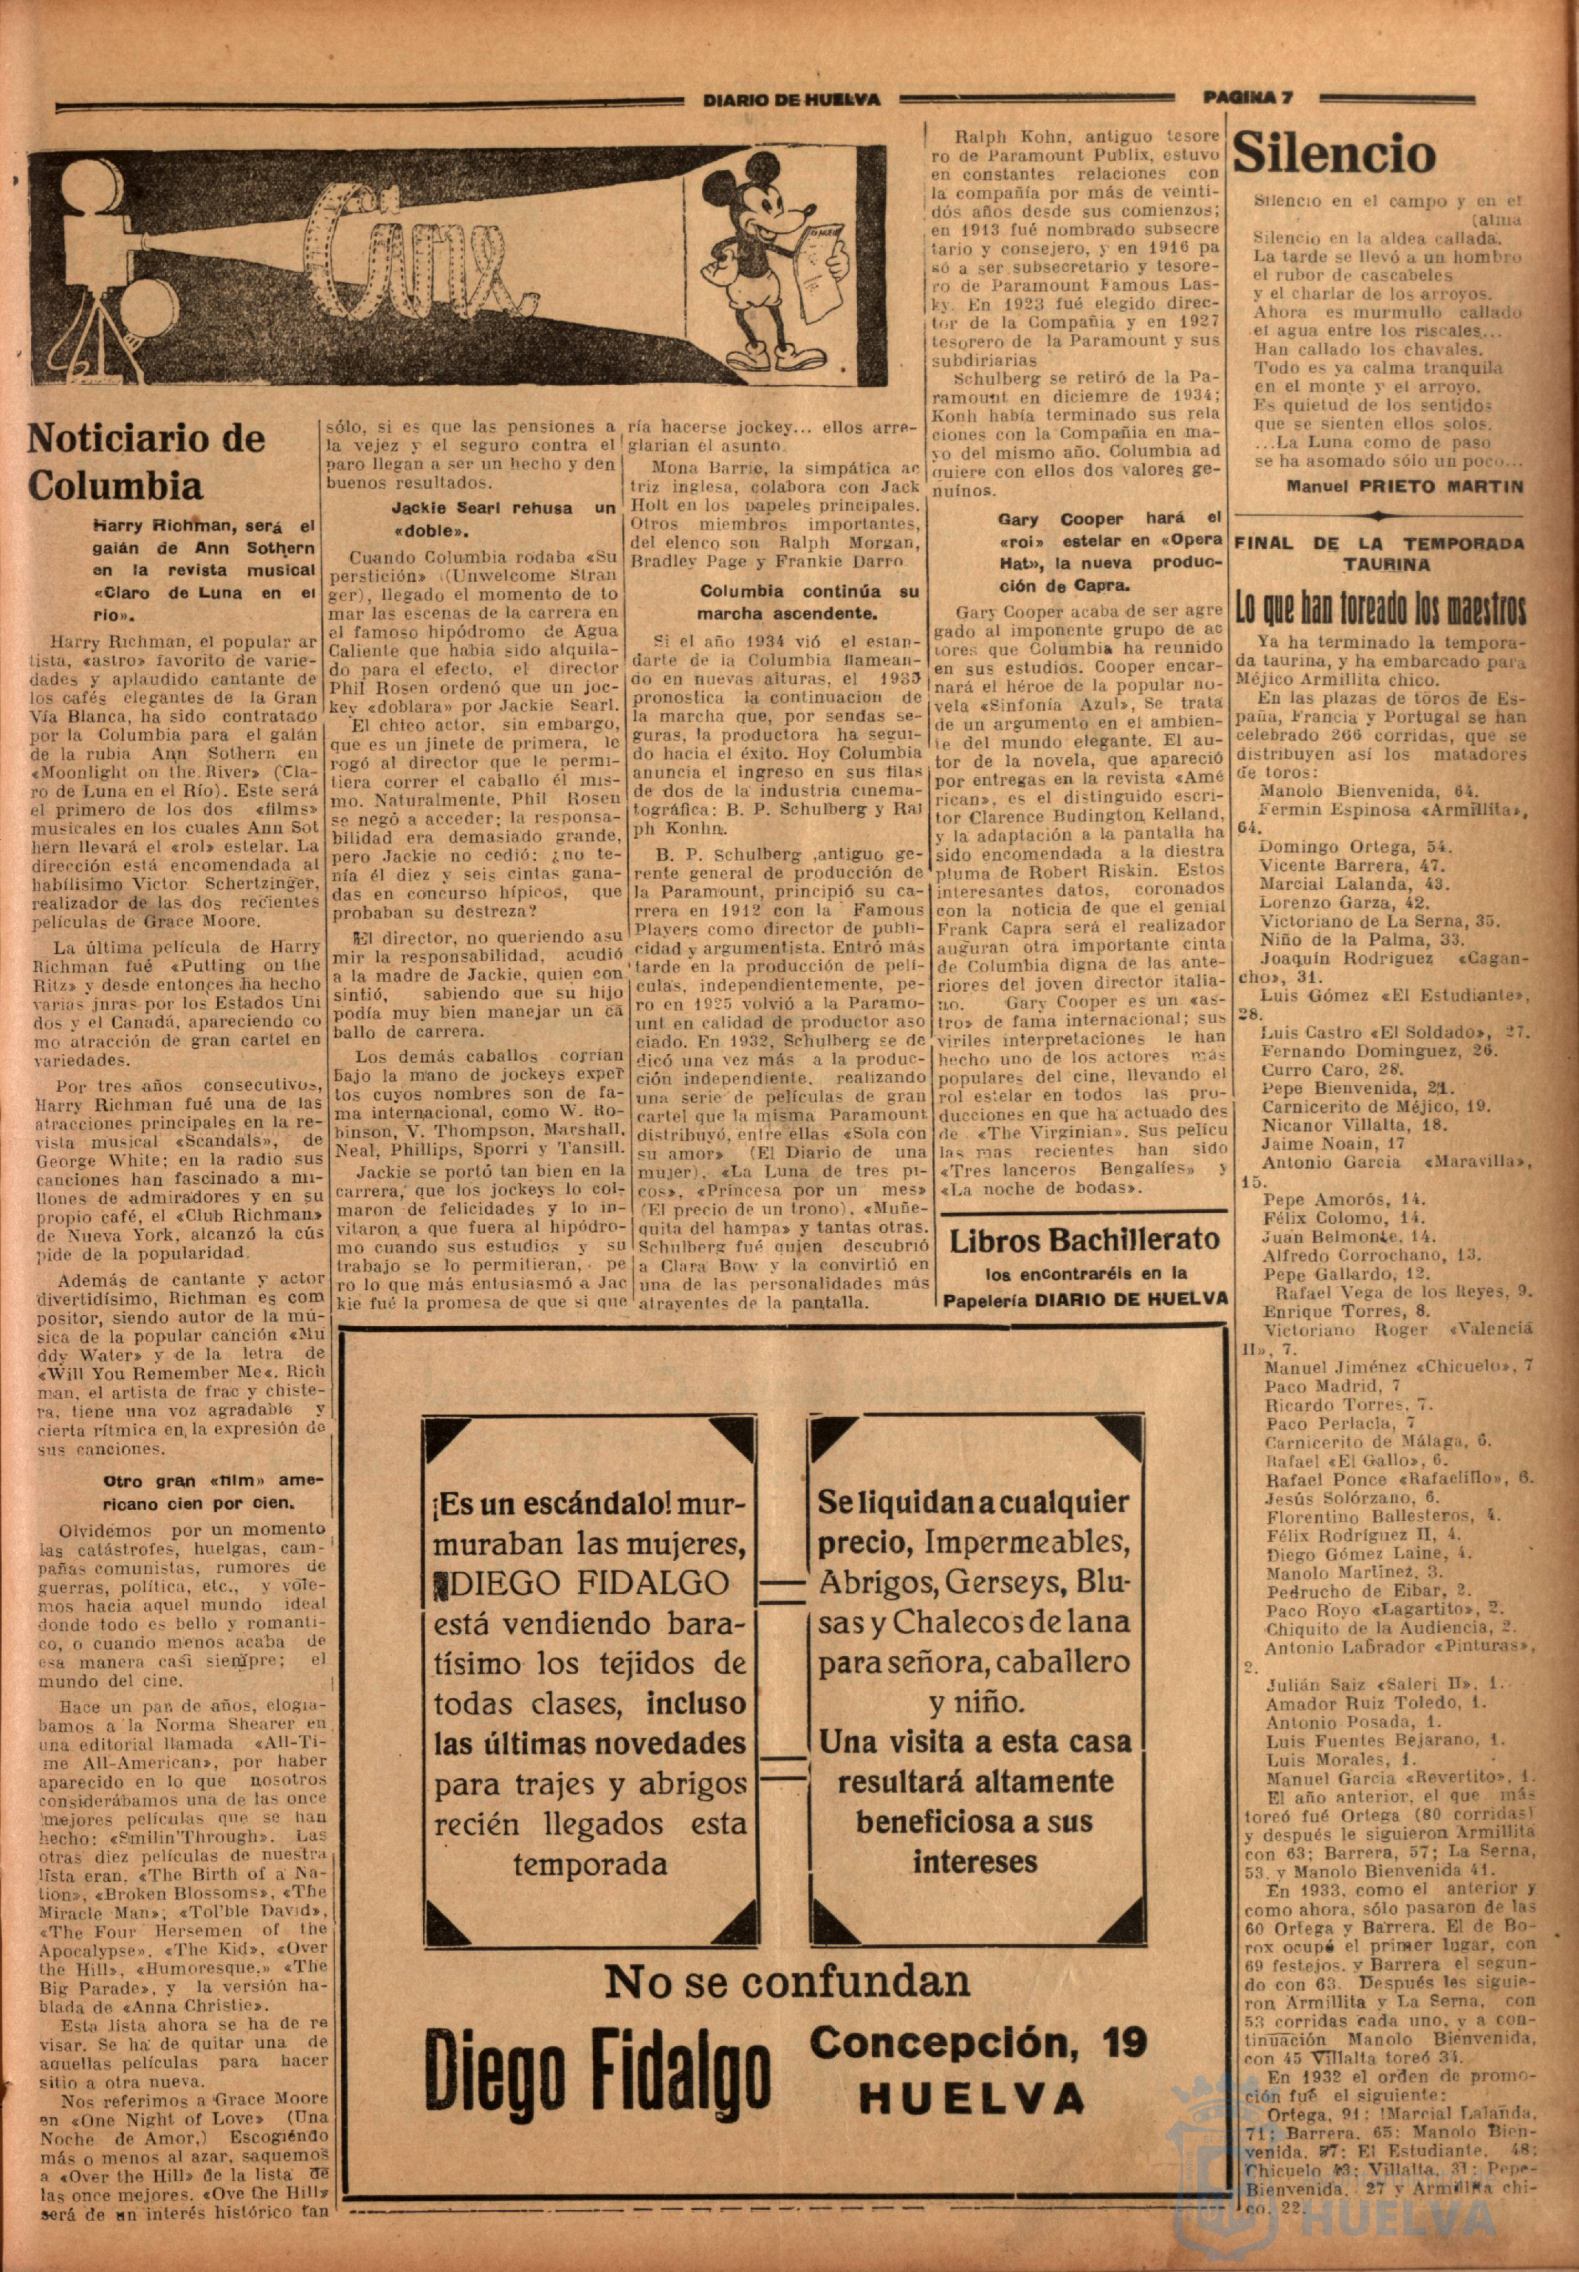 DIARIO DE HUELVA
PAGINA 7
Cine
Noticiario de
Columbia
Harry Richman, será el
galán de Ann Sothern
en la revista musical
«Claro de Luna en el
rio».
Harry Richman, el popular ar
tista, «astro» favorito de varie-
dades y aplaudido cantante de
los cafés elegantes de la Gran
Vía Blanca, ha sido contratado
por la Columbia para el galán
de la rubia Ann Sothern en
«Moonlight on the River» (Cla-
ro de Luna en el Río). Este será
el primero de los dos «films»
musicales en los cuales Ann Sot
hern llevará el «rol» estelar. La
dirección está encomendada al
habilísimo Victor Schertzinger,
realizador de las dos recientes
películas de Grace Moore.
La última película de Harry
Richman fué «Putting on the
Ritz» y desde entonces ha hecho
varias jnras por los Estados Uni
dos y el Canadá, apareciendo co
mo atracción de gran cartel en
variedades.
Por tres años consecutivos,
Harry Richman fué una de las
atracciones principales en la re-
vista musical «Scandals», de
George White; en la radio sus
canciones han fascinado a mi-
llones de admiradores y en su
propio café, el «Club Richman»
de Nueva York, alcanzó la cús
pide de la popularidad.
Además de cantante y actor
divertidísimo, Richman es com
positor, siendo autor de la mú-
sica de la popular canción «Mu
ddy Water» y de la letra de
«Will You Remember Me«. Rich
man, el artista de frac y chiste-
ra, tiene una voz agradable y
cierta rítmica en la expresión de
sus canciones.
Otro gran «film» ame-
ricano cien por cien.
Olvidemos por un momento
las catástrofes, huelgas, cam-
pañas comunistas, rumores de
guerras, política, etc., y vole-
mos hacia aquel mundo ideal
donde todo es bello y romanti-
co, o cuando menos acaba de
esa manera casi siempre; el
mundo del cine.
Hace un par de años, elogia-
bamos a la Norma Shearer en
una editorial llamada «All-Ti-
me All-American», por haber
aparecido en lo que nosotros
considerábamos una de las once
mejores películas que se han
hecho: «Smilin'Through». Las
otras diez películas de nuestra
lista eran, «The Birth of a Na-
tion», «Broken Blossoms», «The
Miracle Man», «Tol'ble David»,
«The Four Hersemen of the
Apocalypse», «The Kid», «Over
the Hill», «Humoresque,» «The
Big Parade», y la versión ha-
blada de «Anna Christie».
Esta lista ahora se ha de re
visar. Se ha de quitar una de
aquellas películas para hacer
sitio a otra nueva.
Nos referimos a Grace Moore
en «One Night of Love» (Una
Noche de Amor,) Escogiéndo
más o menos al azar, saquemos
a «Over the Hill» de la lista de
las once mejores. «Ove the Hill»
será de un interés histórico tan
sólo, si es que las pensiones a
la vejez y el seguro contra el
paro llegan a ser un hecho y den
buenos resultados.
Jackie Searl rehusa un
«doble».
Cuando Columbia rodaba «Su
perstición» (Unwelcome Stran
ger), llegado el momento de to
mar las escenas de la carrera en
el famoso hipódromo de Agua
Caliente que habia sido alquila-
do para el efecto, el director
Phil Rosen ordenó que un joc-
key «doblara» por Jackie Searl.
El chico actor, sin embargo,
que es un jinete de primera, le
rogó al director que le permi-
tiera correr el caballo él mis-
mo. Naturalmente, Phil Rosen
se negó a acceder; la responsa-
bilidad era demasiado grande,
pero Jackie no cedió: ¿no te-
nía él diez y seis cintas gana-
das en concurso hípicos, que
probaban su destreza?
El director, no queriendo asu
mir la responsabilidad, acudió
a la madre de Jackie, quien con
sintió, sabiendo que su hijo
podía muy bien manejar un ca
ballo de carrera.
Los demás caballos corrían
bajo la mano de jockeys exper
tos cuyos nombres son de fa-
ma internacional, como W. Ro-
binson, V. Thompson, Marshall,
Neal, Phillips, Sporri y Tansill.
Jackie se portó tan bien en la
carrera, que los jockeys lo col-
maron de felicidades y lo in-
vitaron a que fuera al hipódro-
mo cuando sus estudios y su
trabajo se lo permitieran, pe
ro lo que más entusiasmó a Jac
kie fué la promesa de que si que
ría hacerse jockey... ellos arre-
glarian el asunto.
Mona Barrie, la simpática ac
triz inglesa, colabora con Jack
Holt en los papeles principales.
Otros miembros importantes,
del elenco son Ralph Morgan,
Bradley Page y Frankie Darro.
Columbia continúa su
marcha ascendente.
Si el año 1934 vió el estan-
darte de la Columbia flamean-
do en nuevas alturas, el 1935
pronostica la continuacion de
la marcha que, por sendas se-
guras, la productora ha segui-
do hacia el éxito. Hoy Columbia
anuncia el ingreso en sus filas
de dos de la industria cinema-
tográfica: B. P. Schulberg y Ral
ph Konhn.
B. P. Schulberg ,antiguo ge-
rente general de producción de
la Paramount, principió su ca-
rrera en 1912 con la Famous
Players como director de publi-
cidad y argumentista. Entró más
tarde en la producción de pelí-
culas, independientemente, pe-
ro en 1925 volvió a la Paramo-
unt en calidad de productor aso
ciado. En 1932, Schulberg se de
dicó una vez más a la produc-
ción independiente, realizando
una serie de películas de gran
cartel que la misma Paramount
distribuyó, entre ellas «Sola con
su amor» (El Diario de una
mujer), «La Luna de tres pi-
cos», «Princesa por un mes»
(El precio de un trono), «Muñe-
quita del hampa» y tantas otras.
Schulberg fué quien descubrió
a Clara Bow y la convirtió en
una de las personalidades más
atrayentes de la pantalla.
Ralph Kohn, antiguo tesore
ro de Paramount Publix, estuvo
en constantes relaciones con
la compañía por más de veinti-
dós años desde sus comienzos;
en 1913 fué nombrado subsecre
tario y consejero, y en 1916 pa
só a ser subsecretario y tesore-
ro de Paramount Famous Las-
ky. En 1923 fué elegido direc-
tor de la Compañia y en 1927
tesorero de la Paramount y sus
subdiriarias
Schulberg se retiró de la Pa-
ramount en diciembre de 1934;
Konh había terminado sus rela
ciones con la Compañia en ma-
yo del mismo año. Columbia ad
quiere con ellos dos valores ge-
nuínos.
Gary Cooper hará el
«rol» estelar en «Opera
Hat», la nueva produc-
ción de Capra.
Gary Cooper acaba de ser agre
gado al imponente grupo de ac
tores que Columbia ha reunido
en sus estudios. Cooper encar-
nará el héroe de la popular no-
vela «Sinfonía Azul», Se trata
de un argumento en el ambien-
te del mundo elegante. El au-
tor de la novela, que apareció
por entregas en la revista «Amé
rican», es el distinguido escri-
tor Clarence Budington Kelland,
y la adaptación a la pantalla ha
sido encomendada a la diestra
pluma de Robert Riskin. Estos
interesantes datos, coronados
con la noticia de que el genial
Frank Capra será el realizador
auguran otra importante cinta
de Columbia digna de las ante-
riores del joven director italia-
no. Gary Cooper es un «as-
tro» de fama internacional; sus
viriles interpretaciones le han
hecho uno de los actores más
populares del cine, llevando el
rol estelar en todos las pro-
ducciones en que ha actuado des
de «The Virginian». Sus pelícu
las mas recientes han sido
«Tres lanceros Bengalíes» y
«La noche de bodas».
Libros Bachillerato
los encontraréis en la
Papelería DIARIO DE HUELVA
¡Es un escándalo! mur-
muraban las mujeres,
DIEGO FIDALGO
está vendiendo bara-
tísimo los tejidos de
todas clases, incluso
las últimas novedades
para trajes y abrigos
recién llegados esta
temporada
Se liquidan a cualquier
precio, Impermeables,
Abrigos, Gerseys, Blu-
sas y Chalecos de lana
para señora, caballero
y niño.
Una visita a esta casa
resultará altamente
beneficiosa a sus
intereses
No se confundan
Diego Fidalgo
Concepción, 19
HUELVA
Silencio
Silencio en el campo y en el
(alma
Silencio en la aldea callada.
La tarde se llevó a un hombro
el rubor de cascabeles
y el charlar de los arroyos.
Ahora es murmullo callado
el agua entre los riscales...
Han callado los chavales.
Todo es ya calma tranquila
en el monte y el arroyo.
Es quietud de los sentidos
que se sienten ellos solos.
...La Luna como de paso
se ha asomado sólo un poco...
Manuel PRIETO MARTIN
FINAL DE LA TEMPORADA
TAURINA
Lo que han toreado los maestros
Ya ha terminado la tempora-
da taurina, y ha embarcado para
Méjico Armillita chico.
En las plazas de toros de Es-
paña, Francia y Portugal se han
celebrado 266 corridas, que se
distribuyen así los matadores
de toros:
Manolo Bienvenida, 64.
Fermin Espinosa «Armillita»,
64.
Domingo Ortega, 54.
Vicente Barrera, 47.
Marcial Lalanda, 43.
Lorenzo Garza, 42.
Victoriano de La Serna, 35.
Niño de la Palma, 33.
Joaquín Rodriguez «Cagan-
cho», 31.
Luis Gómez «El Estudiante»,
28.
Luis Castro «El Soldado», 27.
Fernando Dominguez, 26.
Curro Caro, 28.
Pepe Bienvenida, 21.
Carnicerito de Méjico, 19.
Nicanor Villalta, 18.
Jaime Noain, 17
Antonio Garcia «Maravilla»,
15.
Pepe Amorós, 14.
Félix Colomo, 14.
Juan Belmonte, 14.
Alfredo Corrochano, 13.
Pepe Gallardo, 12.
Rafael Vega de los Reyes, 9.
Enrique Torres, 8.
Victoriano Roger «Valencia
II», 7.
Manuel Jiménez «Chicuelo», 7
Paco Madrid, 7
Ricardo Torres, 7.
Paco Perlacia, 7
Carnicerito de Málaga, 6.
Rafael «El Gallo», 6.
Rafael Ponce «Rafaelillo», 6.
Jesús Solórzano, 6.
Florentino Ballesteros, 4.
Félix Rodríguez II, 4.
Diego Gómez Laine, 4.
Manolo Martínez, 3.
Pedrucho de Eibar, 2.
Paco Royo «Lagartito», 2.
Chiquito de la Audiencia, 2.
Antonio Labrador «Pinturas»,
2.
Julián Saiz «Saleri II», 1.
Amador Ruiz Toledo, 1.
Antonio Posada, 1.
Luis Fuentes Bejarano, 1.
Luis Morales, 1.
Manuel Garcia «Revertito», 1.
El año anterior, el que más
toreó fué Ortega (80 corridas)
y después le siguieron Armillita
con 63; Barrera, 57; La Serna,
53, y Manolo Bienvenida 41.
En 1933, como el anterior y
como ahora, sólo pasaron de las
60 Ortega y Barrera. El de Bo-
rox ocupé el primer lugar, con
69 festejos, y Barrera el segun-
do con 63. Después les siguie-
ron Armillita y La Serna, con
53 corridas cada uno, y a con-
tinuación Manolo Bienvenida,
con 45 Villalta toreó 34.
En 1932 el orden de promo-
ción fué el siguiente:
Ortega, 91; Marcial Lalanda,
71; Barrera, 65; Manolo Bien-
venida, El Estudiante, 48;
Chicuelo 43; Villalta, 31; Pepe-
Bienvenida, 27 y Armillita chi-
co, 22.
HUELVA